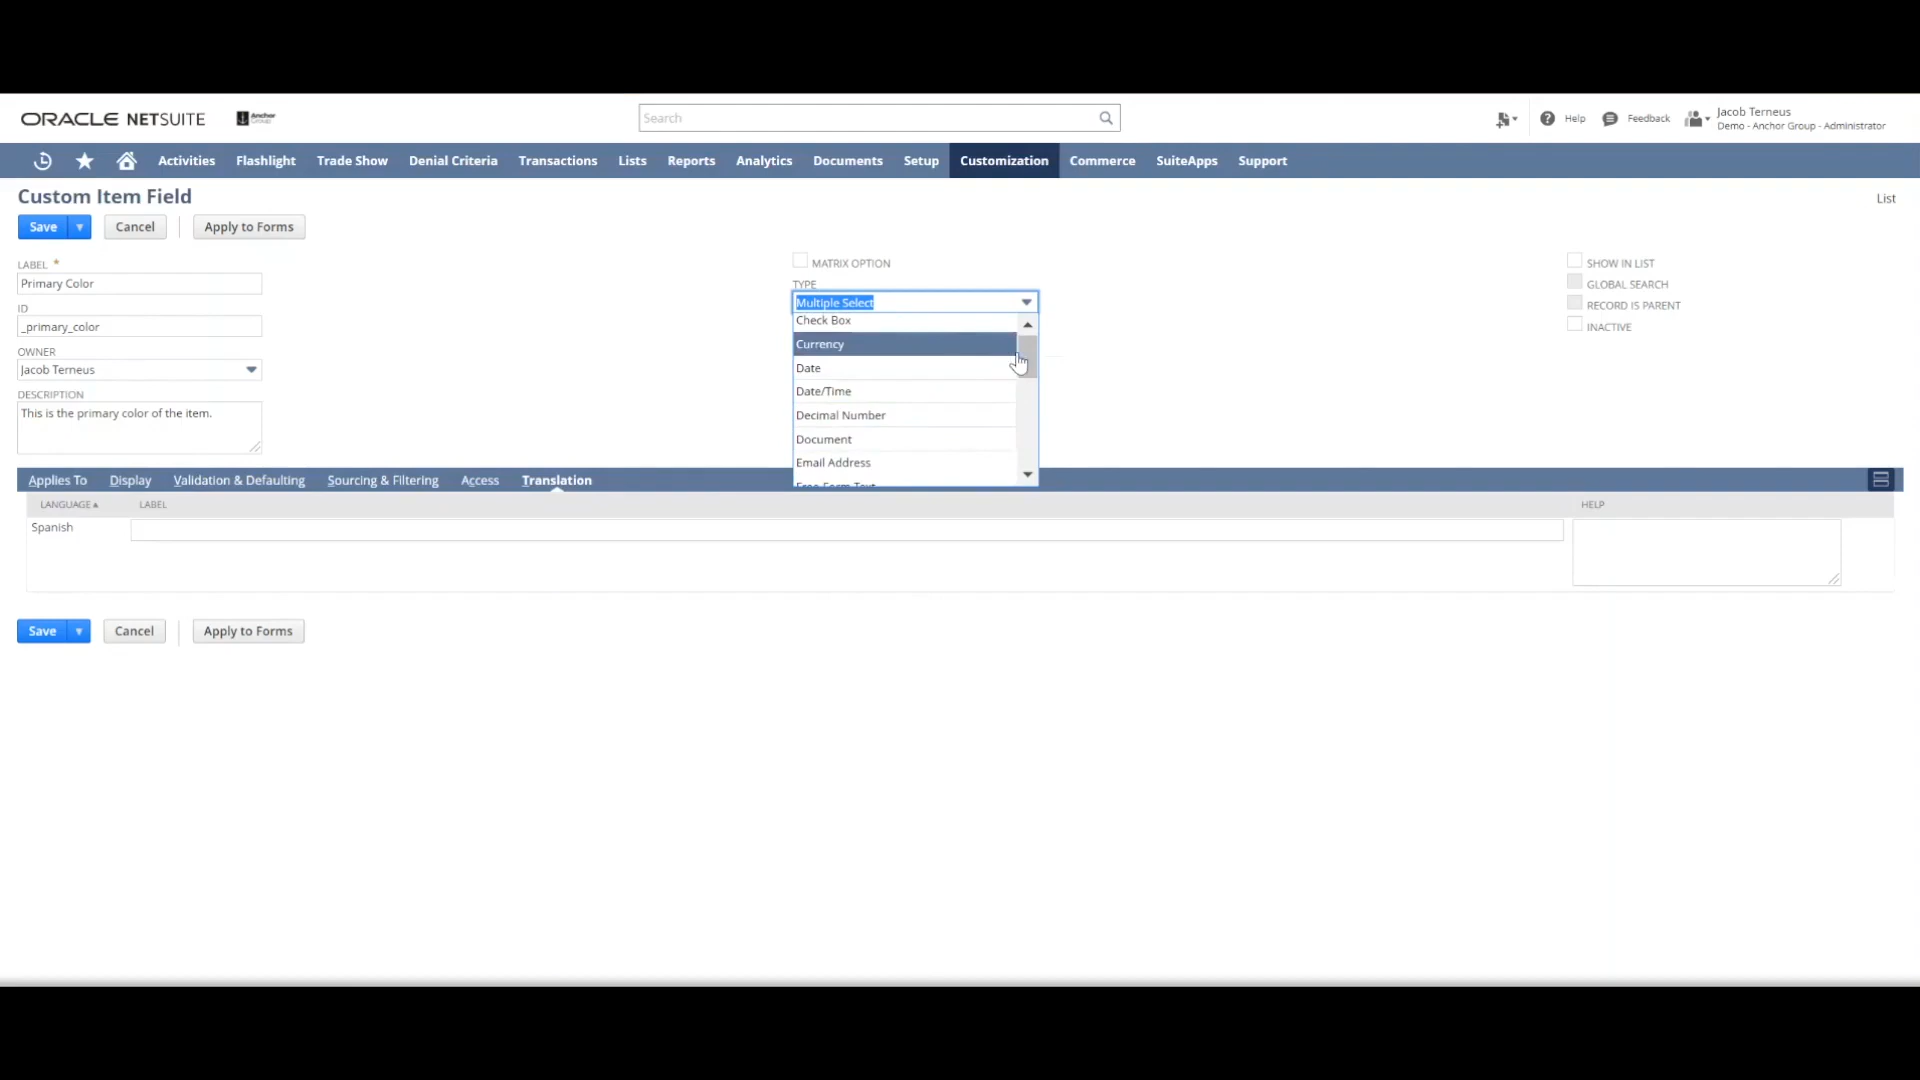 ORACLE NETSUITE
Anchor Group
Search
Help
Feedback
Jacob Terneus
Demo - Anchor Group - Administrator
Activities Flashlight Trade Show Denial Criteria Transactions Lists Reports Analytics Documents Setup Customization Commerce SuiteApps Support
Custom Item Field
List
Save Cancel Apply to Forms
LABEL *
Primary Color
ID
_primary_color
OWNER
Jacob Terneus
DESCRIPTION
This is the primary color of the item.
MATRIX OPTION
TYPE
Multiple Select
Check Box
Currency
Date
Date/Time
Decimal Number
Document
Email Address
Free-Form Text
SHOW IN LIST
GLOBAL SEARCH
RECORD IS PARENT
INACTIVE
Applies To Display Validation & Defaulting Sourcing & Filtering Access Translation
LANGUAGE LABEL HELP
Spanish
Save Cancel Apply to Forms